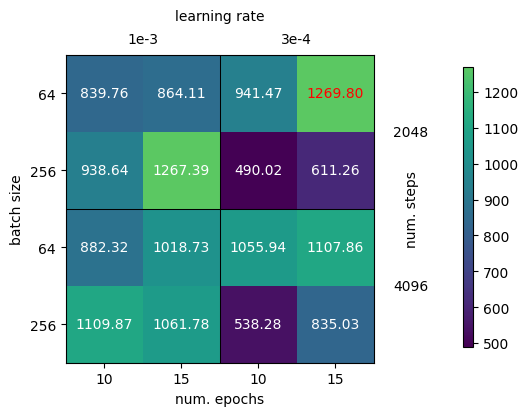 learning rate
1e-3 3e-4
64 839.76 864.11 941.47 1269.80 1200
2048 1100
256 938.64 1267.39 490.02 611.26 1000
batch size num. steps 900
64 882.32 1018.73 1055.94 1107.86 800
4096 700
256 1109.87 1061.78 538.28 835.03 600
500
10 15 10 15
num. epochs